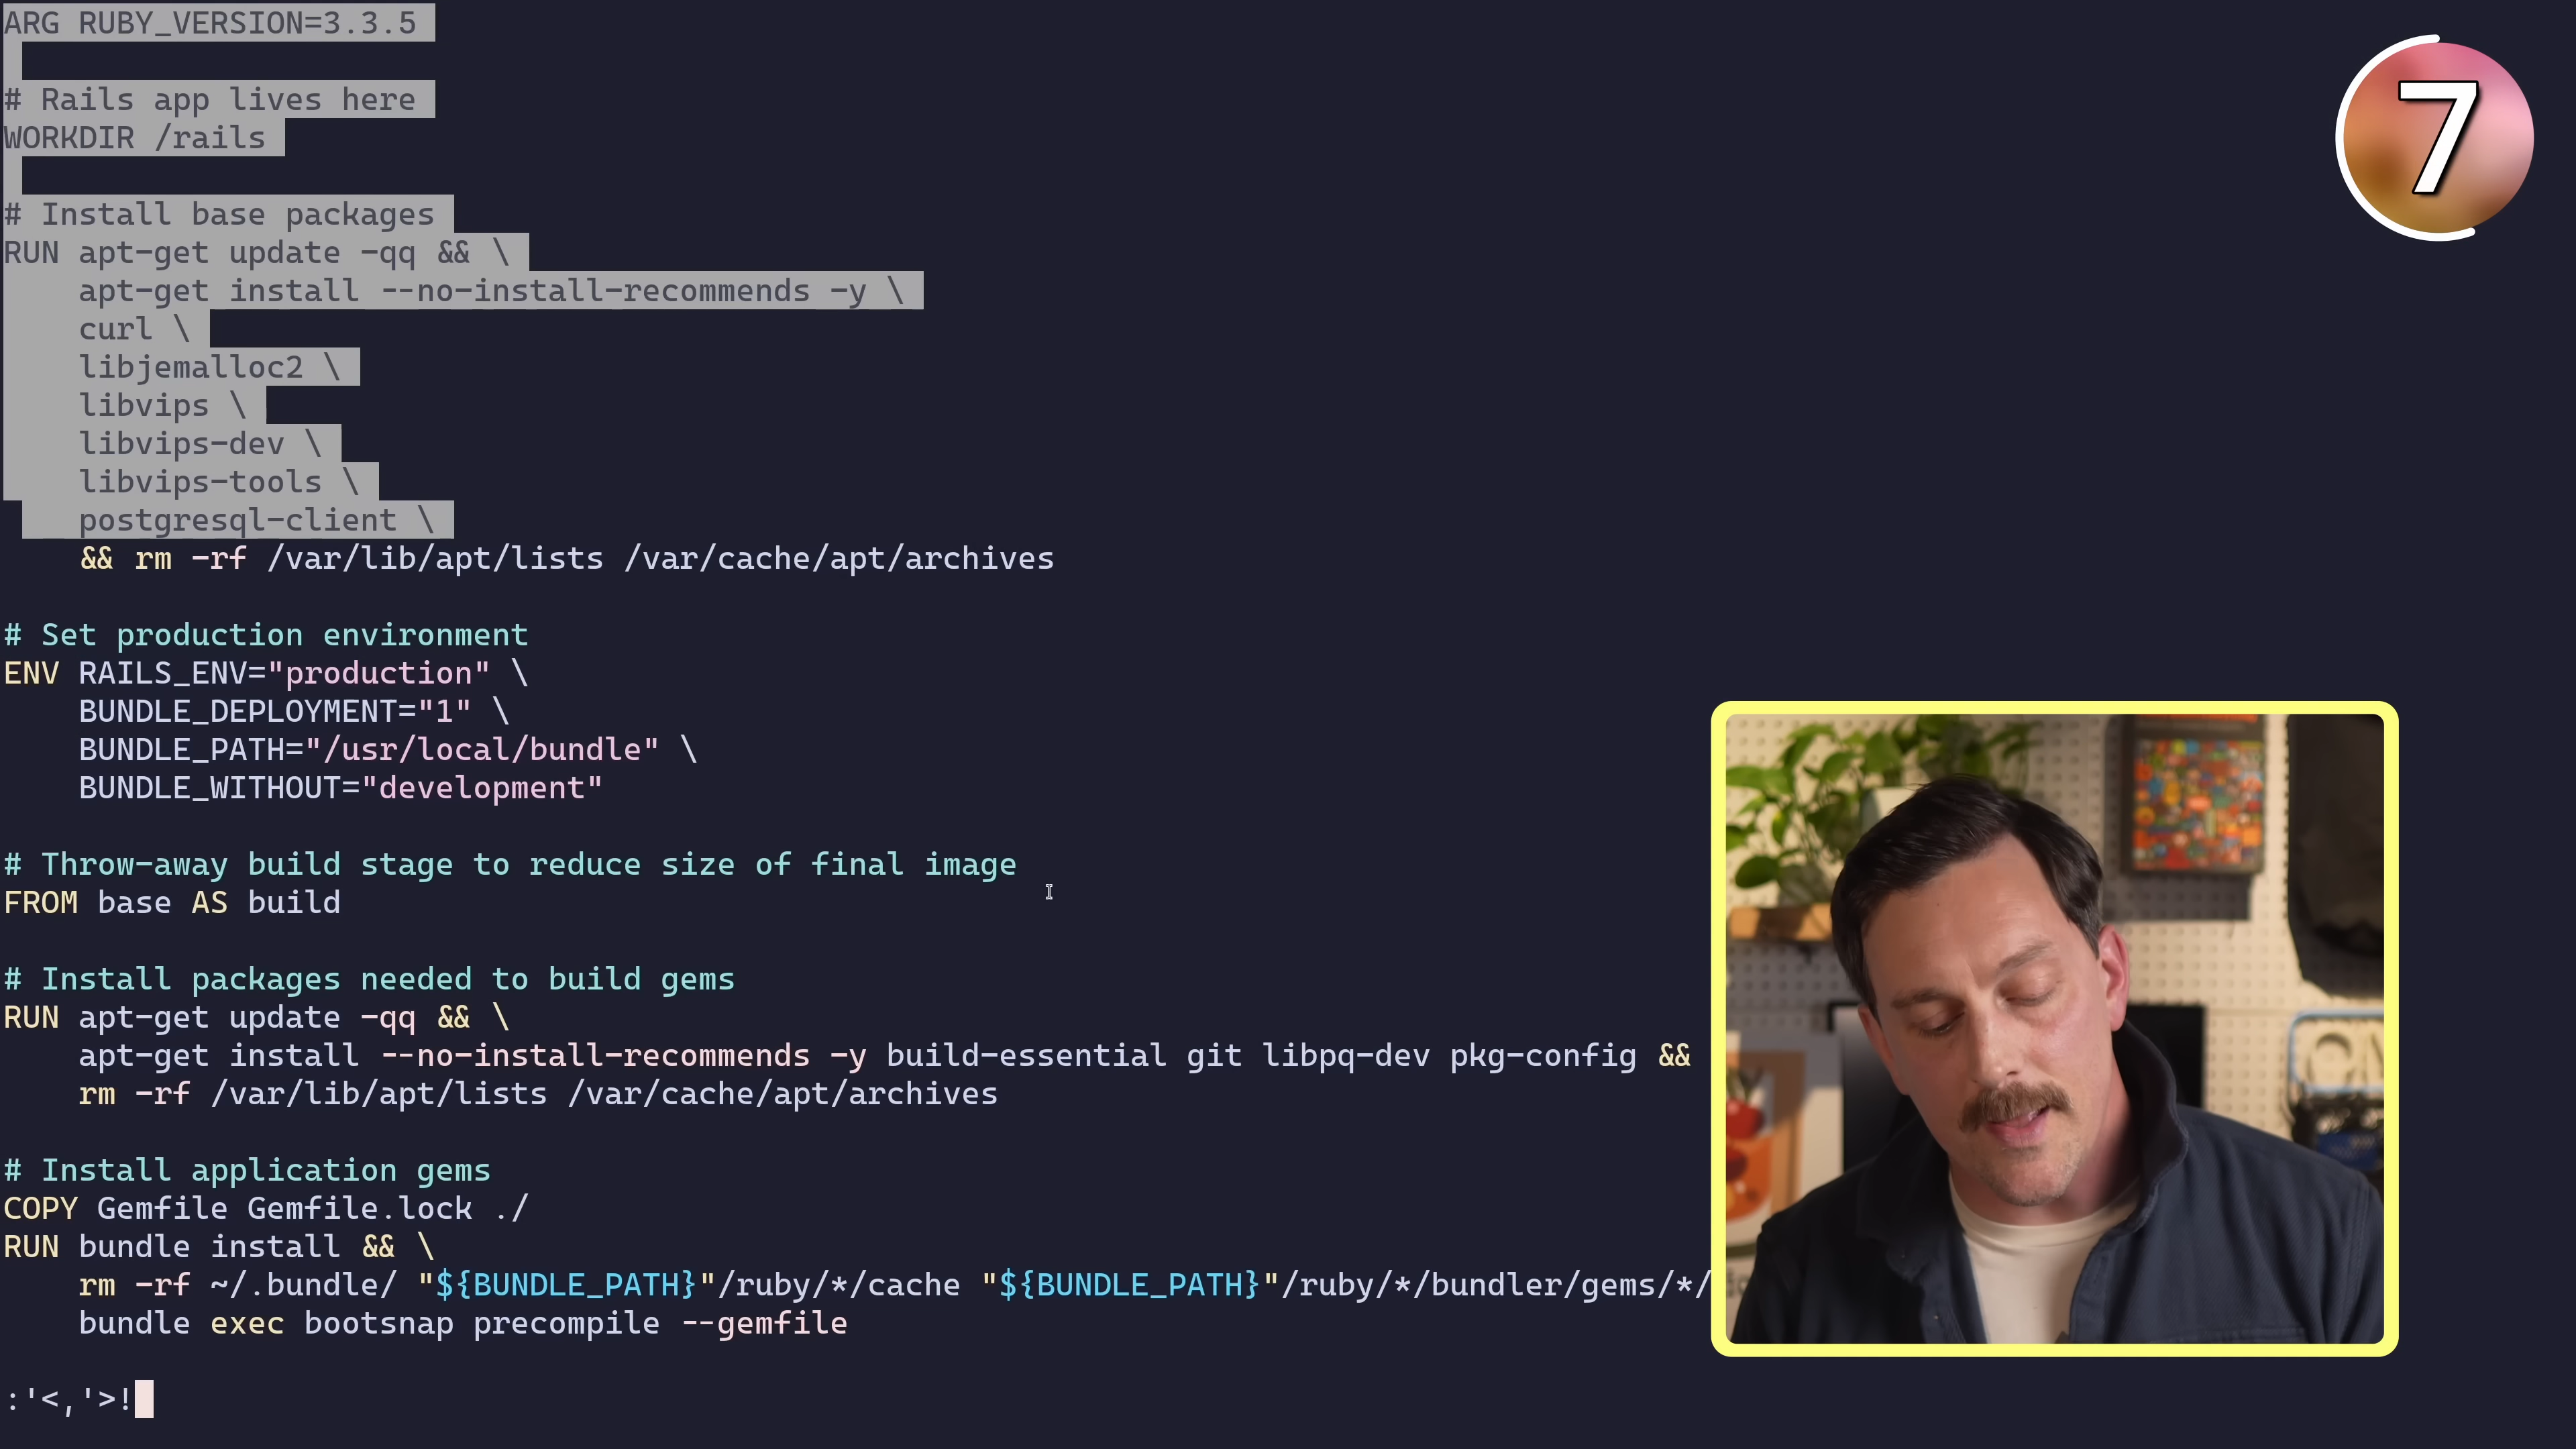 ARG RUBY_VERSION=3.3.5
7
# Rails app lives here
WORKDIR /rails
# Install base packages
RUN apt-get update -qq && \
    apt-get install --no-install-recommends -y \
    curl \
    libjemalloc2 \
    libvips \
    libvips-dev \
    libvips-tools \
    postgresql-client \
    && rm -rf /var/lib/apt/lists /var/cache/apt/archives
# Set production environment
ENV RAILS_ENV="production" \
    BUNDLE_DEPLOYMENT="1" \
    BUNDLE_PATH="/usr/local/bundle" \
    BUNDLE_WITHOUT="development"
# Throw-away build stage to reduce size of final image
FROM base AS build
# Install packages needed to build gems
RUN apt-get update -qq && \
    apt-get install --no-install-recommends -y build-essential git libpq-dev pkg-config &&
    rm -rf /var/lib/apt/lists /var/cache/apt/archives
# Install application gems
COPY Gemfile Gemfile.lock ./
RUN bundle install && \
    rm -rf ~/.bundle/ "${BUNDLE_PATH}"/ruby/*/cache "${BUNDLE_PATH}"/ruby/*/bundler/gems/*/
    bundle exec bootsnap precompile --gemfile
:'<,'>!